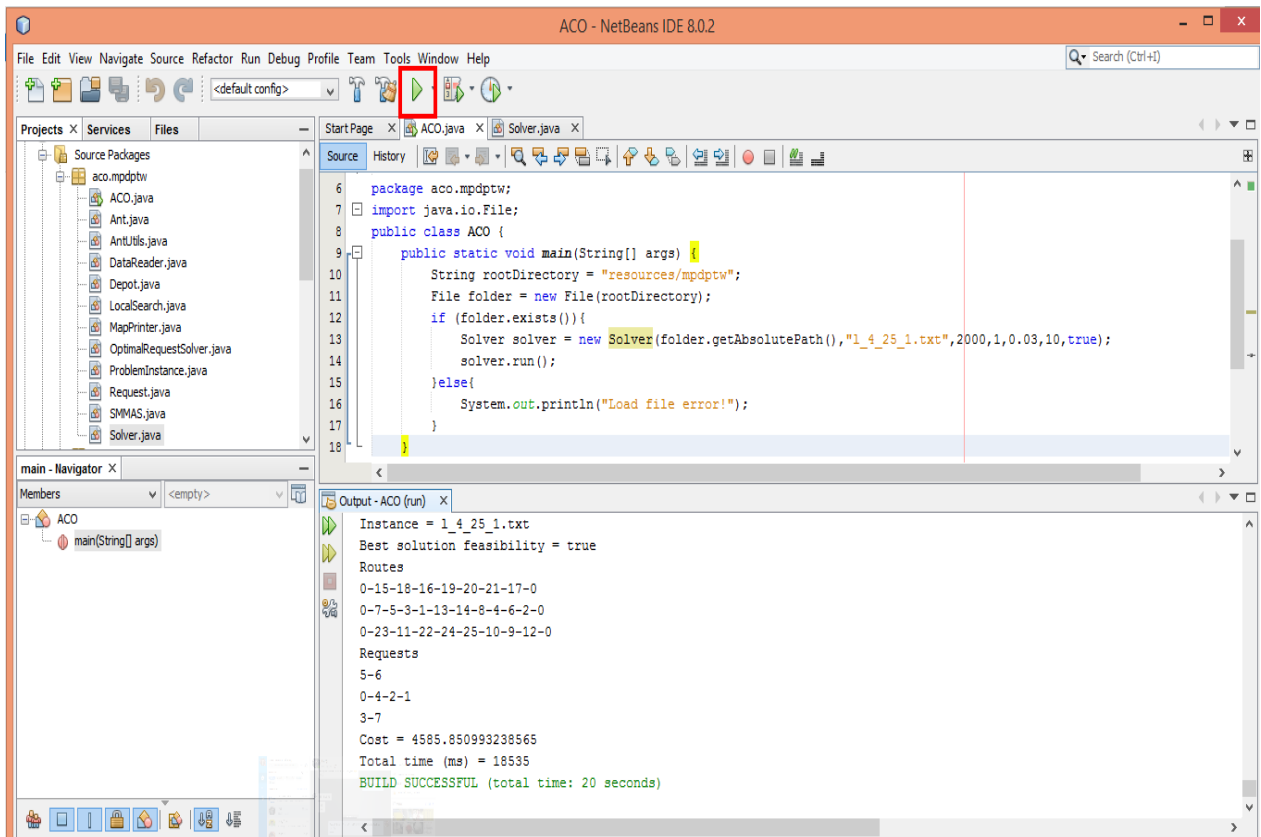 ACO - NetBeans IDE 8.0.2
File Edit View Navigate Source Refactor Run Debug Profile Team Tools Window Help
Search (Ctrl+I)
<default config>
Projects Services Files
Start Page ACO.java Solver.java
Source Packages
aco.mpdptw
ACO.java
Ant.java
AntUtils.java
DataReader.java
Depot.java
LocalSearch.java
MapPrinter.java
OptimalRequestSolver.java
ProblemInstance.java
Request.java
SMMAS.java
Solver.java
Source History
6 package aco.mpdptw;
7 import java.io.File;
8 public class ACO {
9 public static void main(String[] args) {
10 String rootDirectory = "resources/mpdptw";
11 File folder = new File(rootDirectory);
12 if (folder.exists()){
13 Solver solver = new Solver(folder.getAbsolutePath(),"l_4_25_1.txt",2000,1,0.03,10,true);
14 solver.run();
15 }else{
16 System.out.println("Load file error!");
17 }
18 }
main - Navigator
Members <empty>
ACO
main(String[] args)
Output - ACO (run)
Instance = l_4_25_1.txt
Best solution feasibility = true
Routes
0-15-18-16-19-20-21-17-0
0-7-5-3-1-13-14-8-4-6-2-0
0-23-11-22-24-25-10-9-12-0
Requests
5-6
0-4-2-1
3-7
Cost = 4585.850993238565
Total time (ms) = 18535
BUILD SUCCESSFUL (total time: 20 seconds)